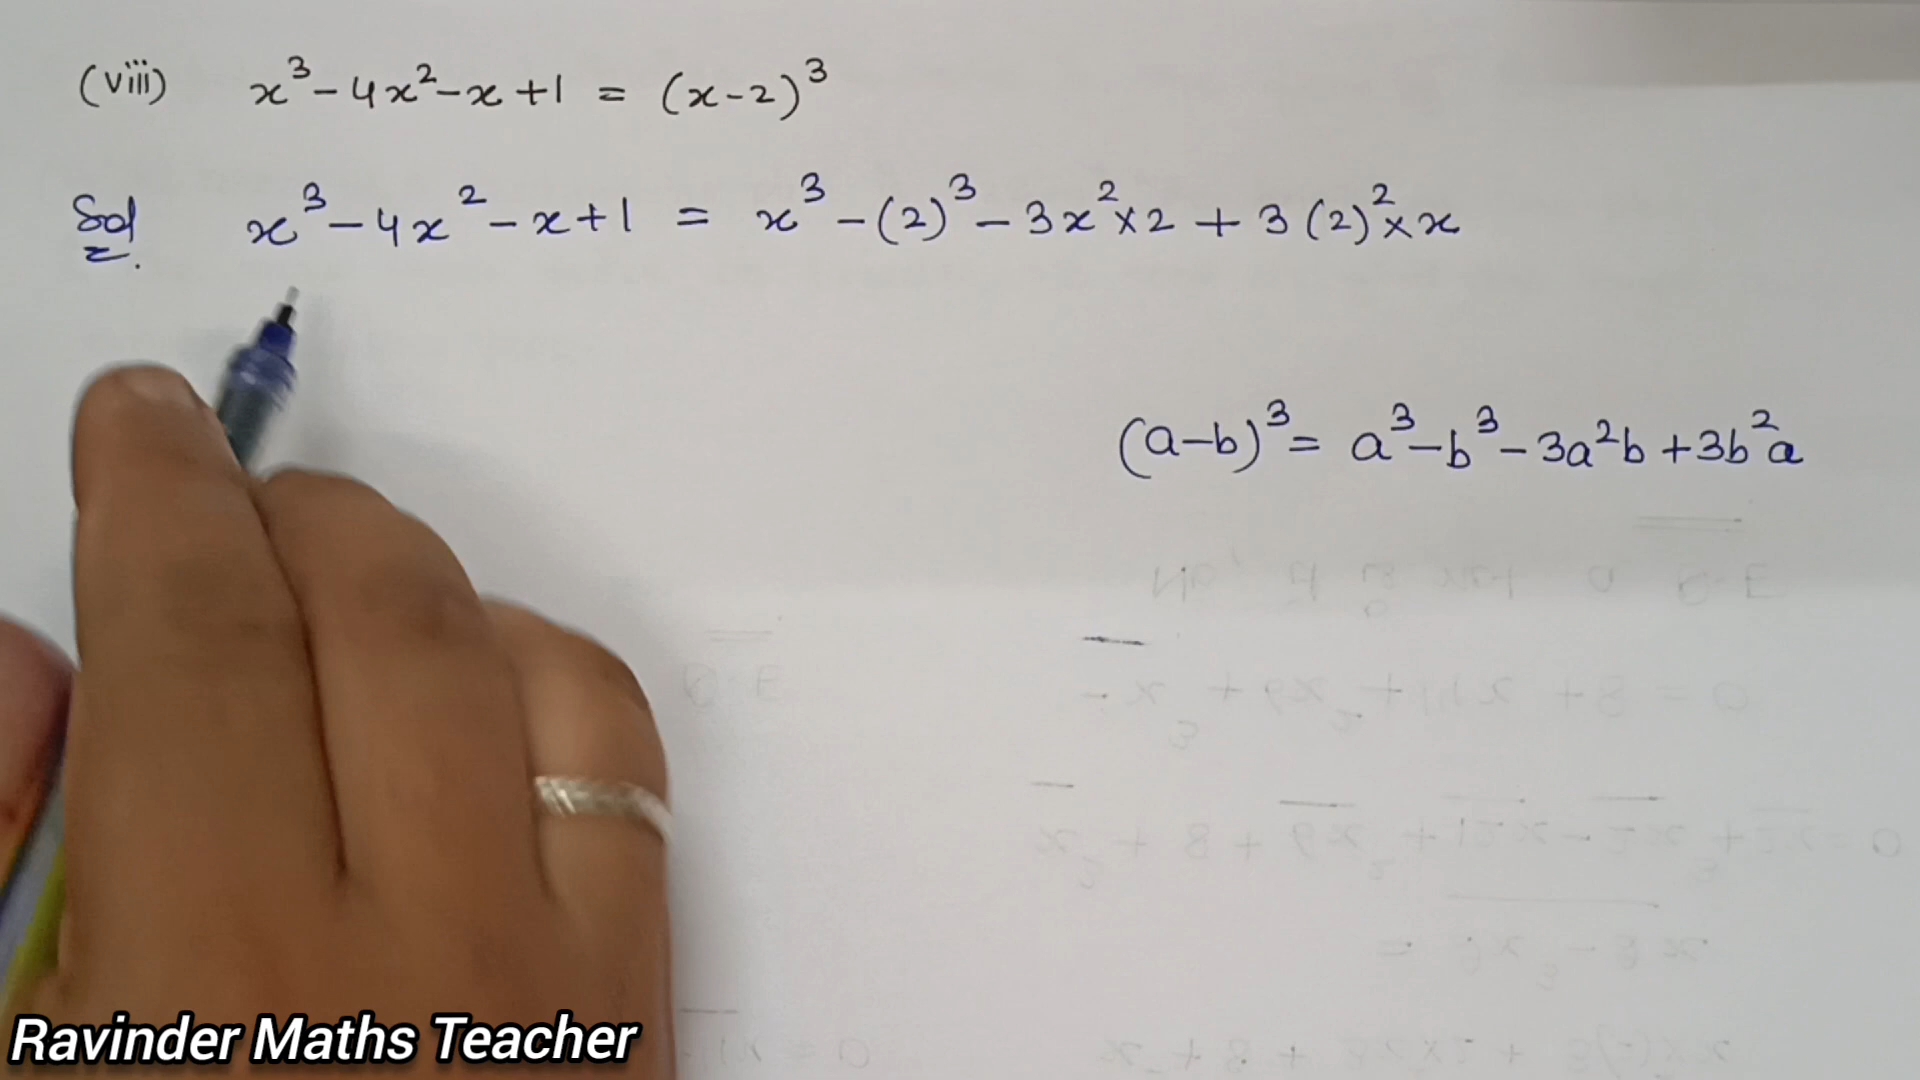 (viii) x³-4x²-x+1 = (x-2)³
Sol. x³-4x²-x+1 = x³-(2)³-3x²×2+3(2)²×x
(a-b)³= a³-b³-3a²b+3b²a
Ravinder Maths Teacher